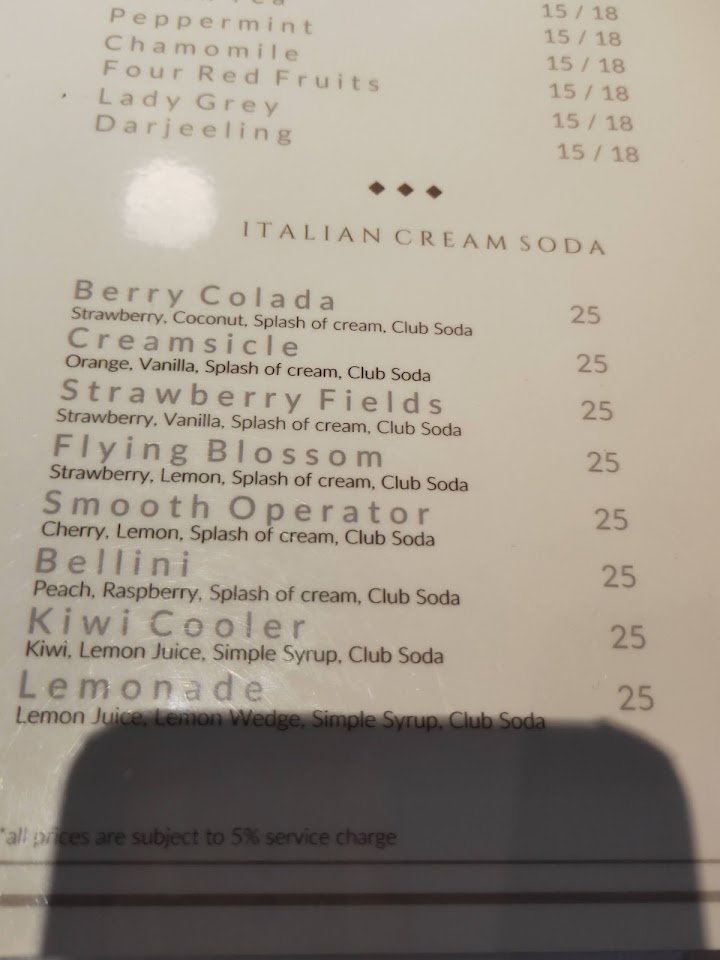 15 / 18
Peppermint 15 / 18
Chamomile 15 / 18
Four Red Fruits 15 / 18
Lady Grey 15 / 18
Darjeeling 15 / 18
ITALIAN CREAM SODA
Berry Colada 25
Strawberry, Coconut, Splash of cream, Club Soda
Creamsicle 25
Orange, Vanilla, Splash of cream, Club Soda
Strawberry Fields 25
Strawberry, Vanilla, Splash of cream, Club Soda
Flying Blossom 25
Strawberry, Lemon, Splash of cream, Club Soda
Smooth Operator 25
Cherry, Lemon, Splash of cream, Club Soda
Bellini 25
Peach, Raspberry, Splash of cream, Club Soda
Kiwi Cooler 25
Kiwi, Lemon Juice, Simple Syrup, Club Soda
Lemonade 25
Lemon Juice, Lemon Wedge, Simple Syrup, Club Soda
*all prices are subject to 5% service charge